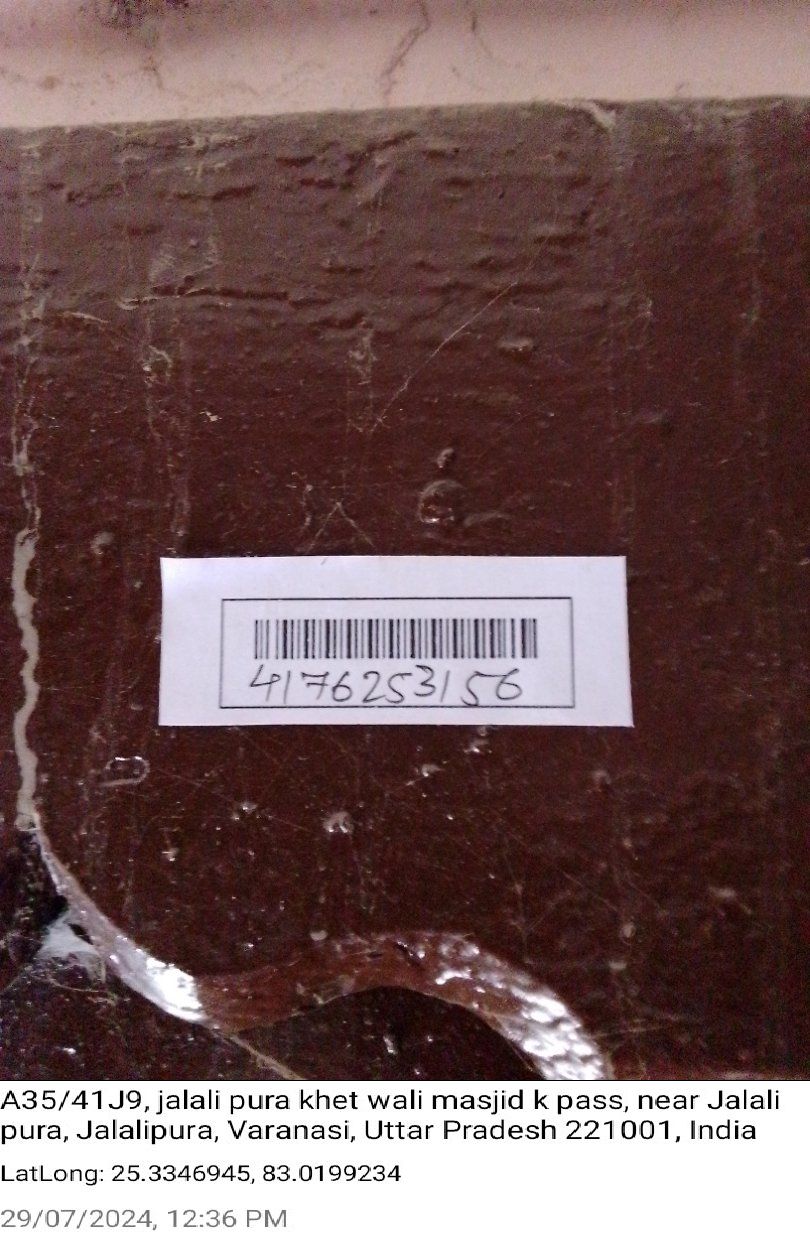 4176253156
A35/41J9, jalali pura khet wali masjid k pass, near Jalali
pura, Jalalipura, Varanasi, Uttar Pradesh 221001, India
LatLong: 25.3346945, 83.0199234
29/07/2024, 12:36 PM